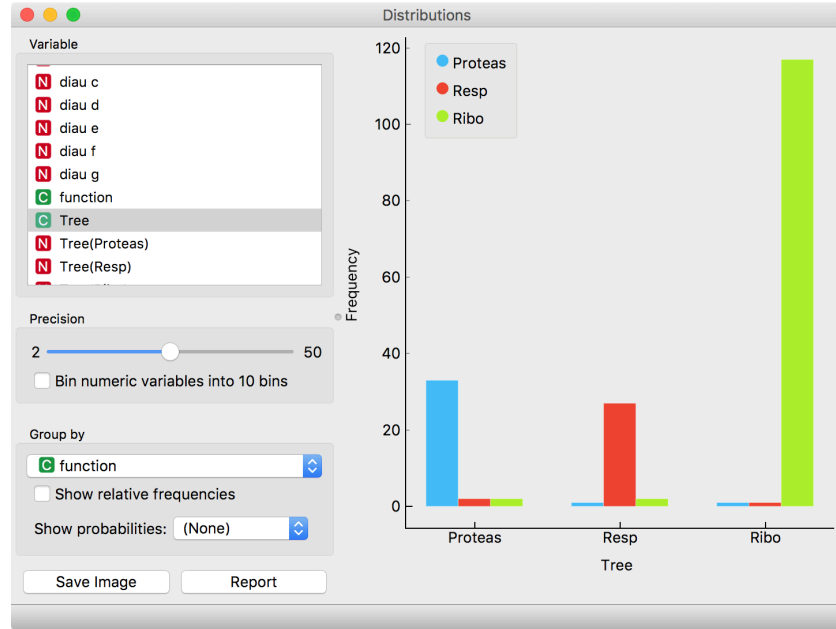 Distributions
Variable
N diau c
N diau d
N diau e
N diau f
N diau g
C function
C Tree
N Tree(Proteas)
N Tree(Resp)
Precision
2 50
Bin numeric variables into 10 bins
Group by
C function
Show relative frequencies
Show probabilities: (None)
Save Image Report
120
100
80
60
40
20
0
Frequency
Proteas
Resp
Ribo
Proteas Resp Ribo
Tree